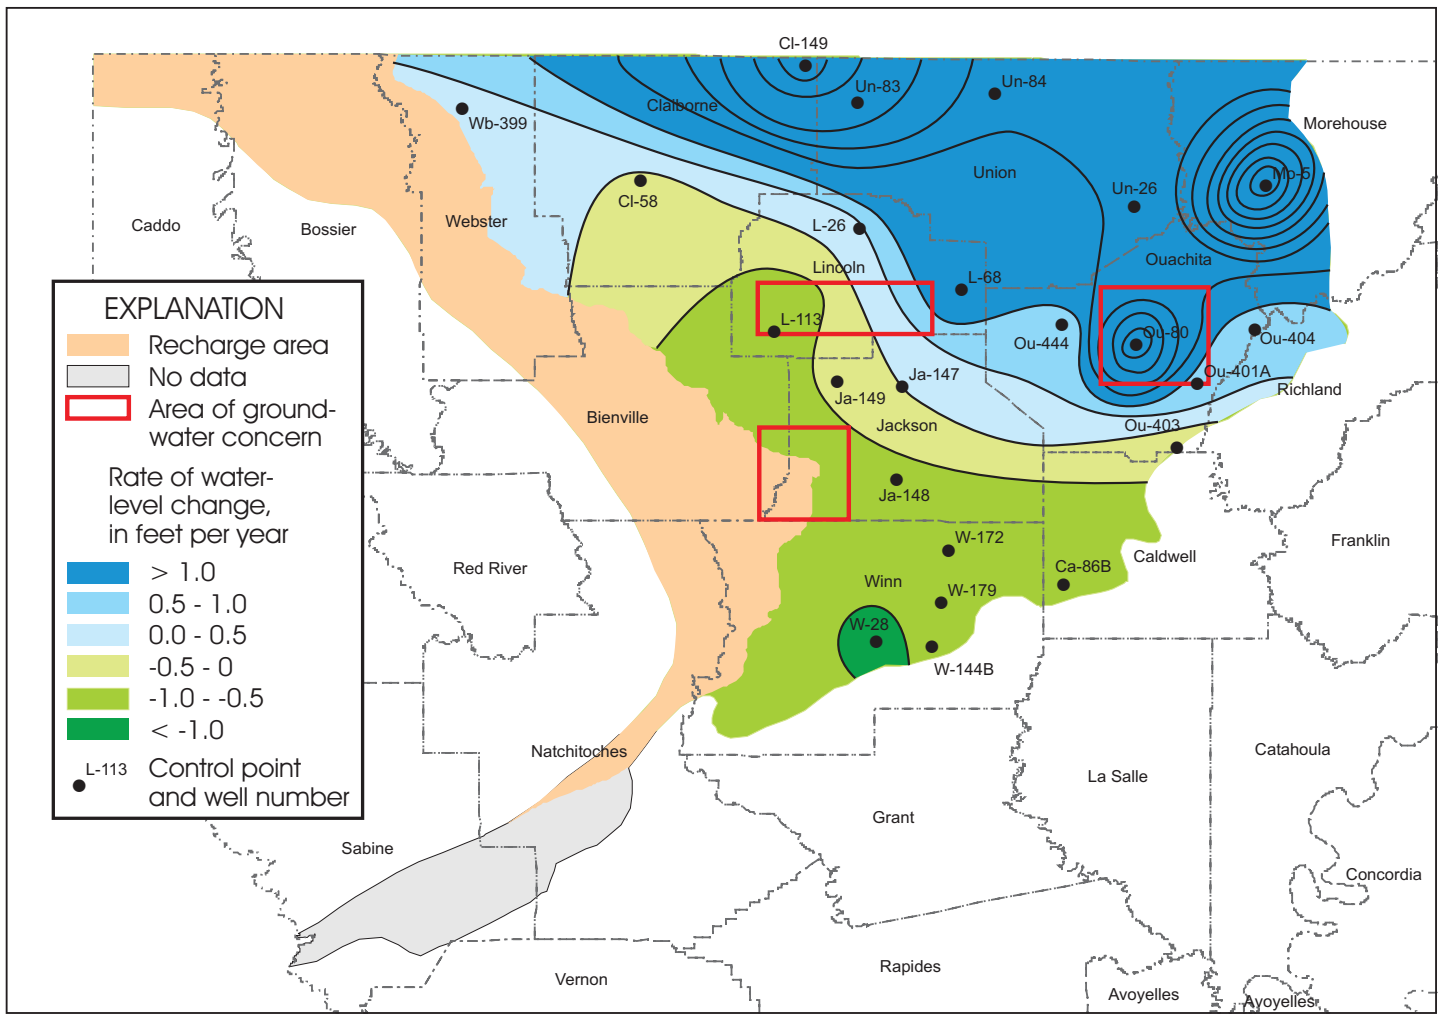 Cl-149
Un-83
Un-84
Claiborne
Morehouse
Wb-399
Mo-5
Union
Un-26
Cl-58
Caddo
Bossier
Webster
L-26
Ouachita
Lincoln
L-68
EXPLANATION
Recharge area
No data
Area of ground-
water concern
Rate of water-
level change,
in feet per year
> 1.0
0.5 - 1.0
0.0 - 0.5
-0.5 - 0
-1.0 - -0.5
< -1.0
L-113
Control point
and well number
L-113
Ou-80
Ou-444
Ou-404
Ou-401A
Ja-147
Richland
Ja-149
Bienville
Jackson
Ou-403
Ja-148
W-172
Franklin
Caldwell
Red River
Ca-86B
Winn
W-179
W-28
W-144B
Natchitoches
Catahoula
La Salle
Grant
Sabine
Concordia
Vernon
Rapides
Avoyelles
Avoyelles